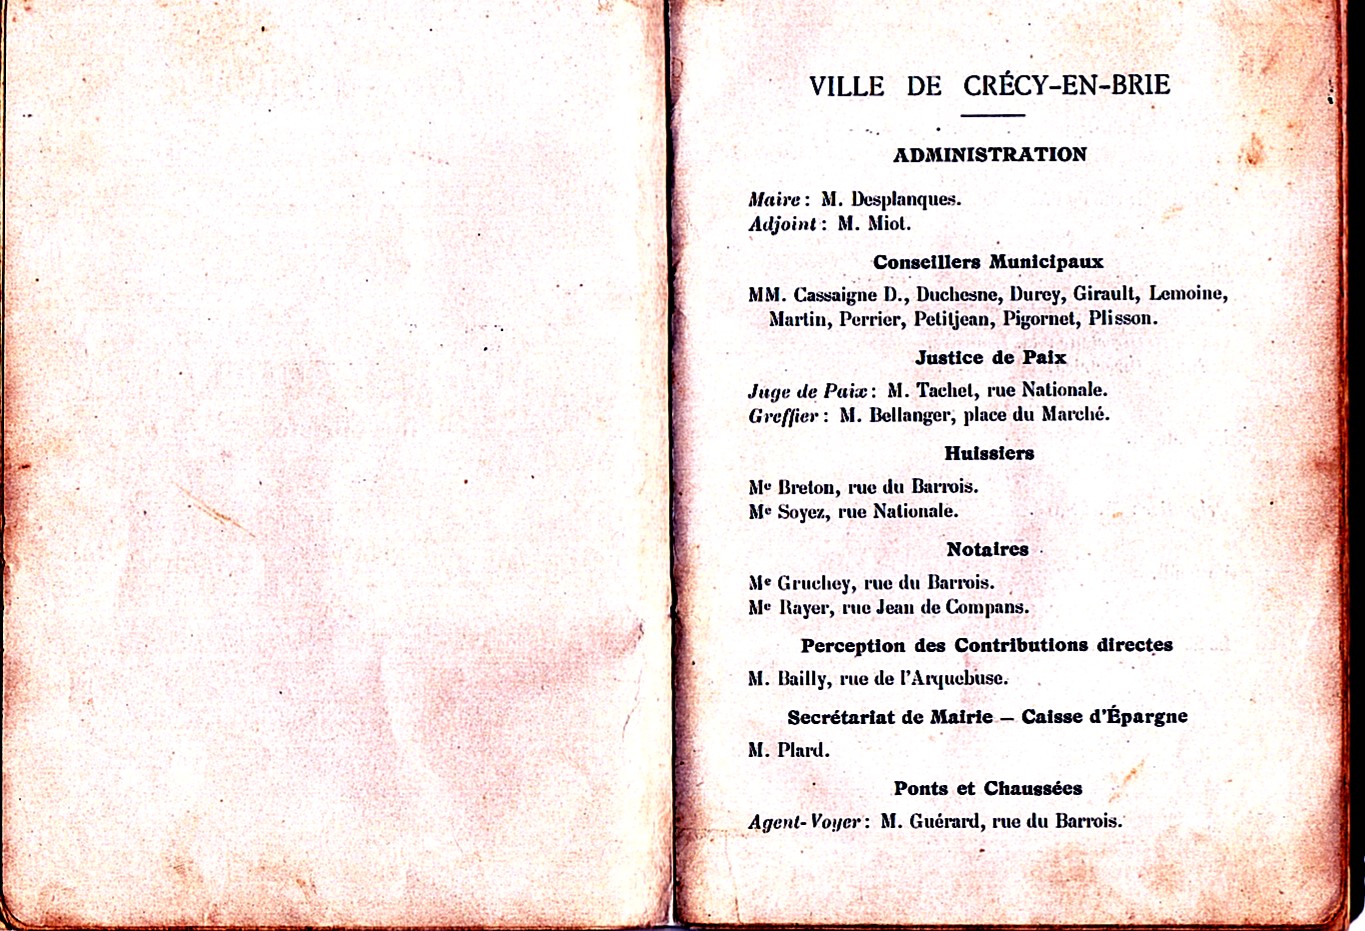 VILLE DE CRÉCY-EN-BRIE
ADMINISTRATION
Maire : M. Desplanques.
Adjoint : M. Miot.
Conseillers Municipaux
MM. Cassaigne D., Duchesne, Durey, Girault, Lemoine,
Martin, Perrier, Petitjean, Pigornet, Plisson.
Justice de Paix
Juge de Paix : M. Tachet, rue Nationale.
Greffier : M. Bellanger, place du Marché.
Huissiers
Me Breton, rue du Barrois.
Me Soyez, rue Nationale.
Notaires
Me Gruchey, rue du Barrois.
Me Rayer, rue Jean de Compans.
Perception des Contributions directes
M. Bailly, rue de l'Arquebuse.
Secrétariat de Mairie – Caisse d'Épargne
M. Plard.
Ponts et Chaussées
Agent-Voyer : M. Guérard, rue du Barrois.